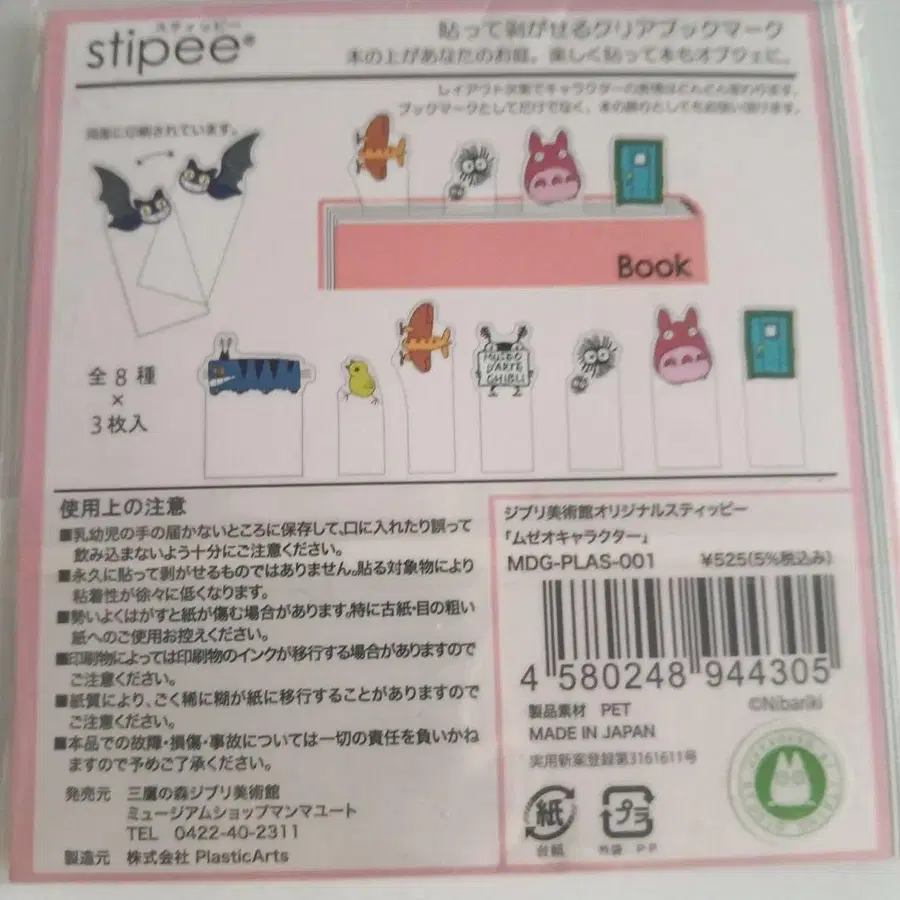 スティッピー
stipee®
貼って剥がせるクリアブックマーク
本の上があなたのお庭。楽しく貼って本もオブジェに。
レイアウト次第でキャラクターの表情はどんどん変わります。
ブックマークとしてだけでなく、本の飾りとしてもお使い頂けます。
両面に印刷されています。
Book
MUSEO
D'ARTE
GHIBLI
全8種
×
3枚入
使用上の注意
■乳幼児の手の届かないところに保存して、口に入れたり誤って
飲み込まないよう十分にご注意ください。
■永久に貼って剥がせるものではありません。貼る対象物により
粘着性が徐々に低くなります。
■勢いよくはがすと紙が傷む場合があります。特に古紙・目の粗い
紙へのご使用お控えください。
■印刷物によっては印刷物のインクが移行する場合がありますので
ご注意ください。
■紙質により、ごく稀に糊が紙に移行することがありますので
ご注意ください。
■本品での故障・損傷・事故については一切の責任を負いかね
ますので予めご了承ください。
発売元 三鷹の森ジブリ美術館
ミュージアムショップマンマユート
TEL 0422-40-2311
製造元 株式会社 PlasticArts
ジブリ美術館オリジナルスティッピー
「ムゼオキャラクター」
MDG-PLAS-001 ¥525(5%税込み)
4 580248 944305
©Nibariki
製品素材 PET
MADE IN JAPAN
実用新案登録第3161611号
紙
台紙
プラ
外袋 P-P